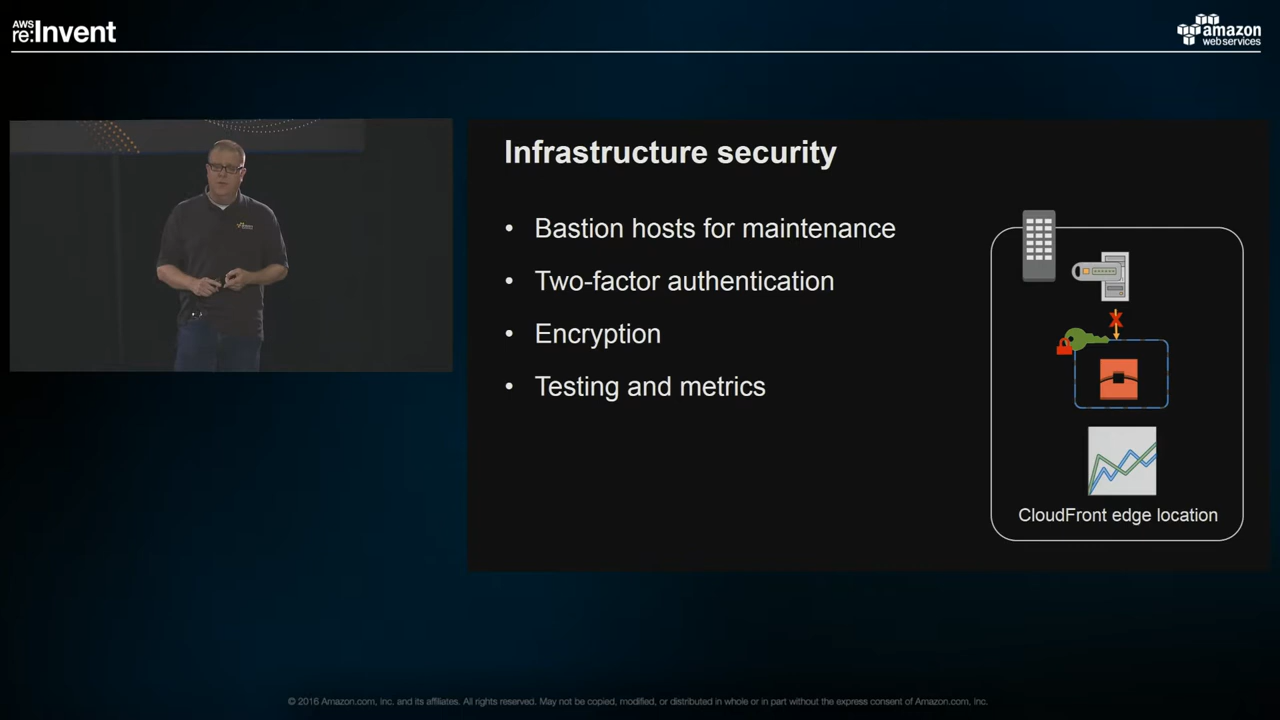 AWS
re:Invent
amazon
web services
Infrastructure security
• Bastion hosts for maintenance
• Two-factor authentication
• Encryption
• Testing and metrics
CloudFront edge location
© 2016 Amazon.com, Inc. and its affiliates. All rights reserved. May not be copied, modified, or distributed in whole or in part without the express consent of Amazon.com, Inc.